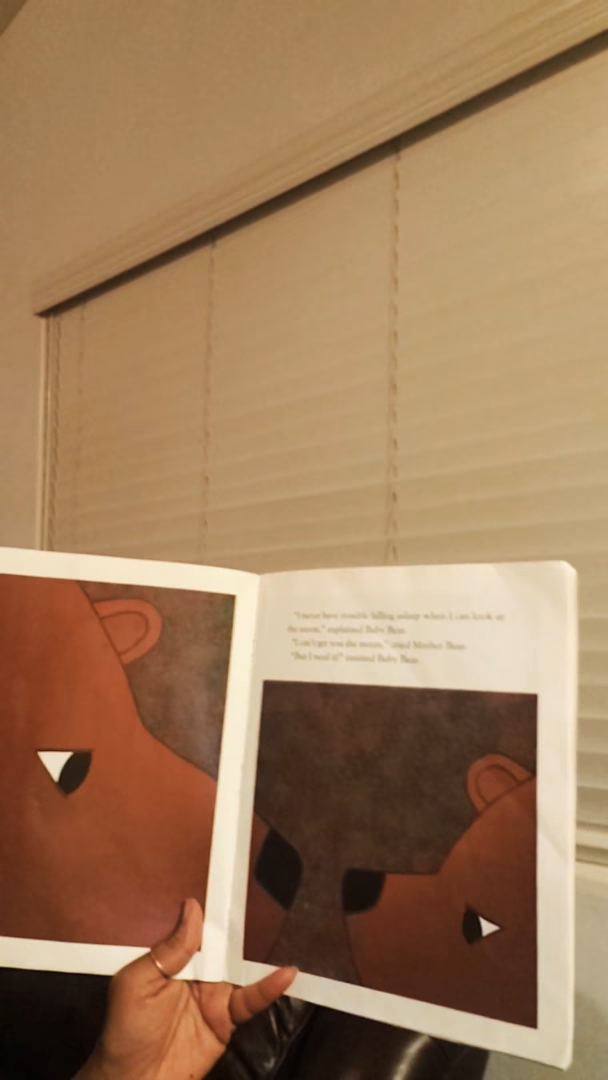 "I never have trouble falling asleep when I can look at
the moon," explained Baby Bear.
"I can't get you the moon," cried Mother Bear.
"But I need it!" insisted Baby Bear.